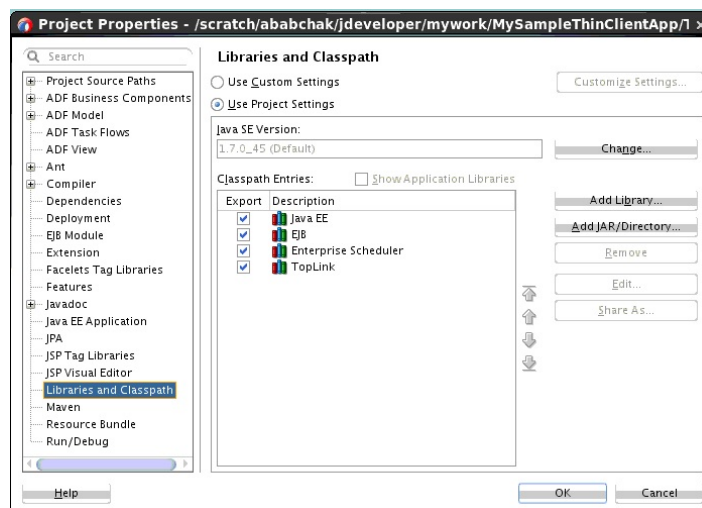 Project Properties - /scratch/ababchak/jdeveloper/mywork/MySampleThinClientApp/
Search
Project Source Paths
ADF Business Components
ADF Model
ADF Task Flows
ADF View
Ant
Compiler
Dependencies
Deployment
EJB Module
Extension
Facelets Tag Libraries
Features
Javadoc
Java EE Application
JPA
JSP Tag Libraries
JSP Visual Editor
Libraries and Classpath
Maven
Resource Bundle
Run/Debug
Libraries and Classpath
Use Custom Settings
Customize Settings...
Use Project Settings
Java SE Version:
1.7.0_45 (Default)
Change...
Classpath Entries:
Show Application Libraries
Export Description
Java EE
EJB
Enterprise Scheduler
TopLink
Add Library...
Add JAR/Directory...
Remove
Edit...
Share As...
Help
OK
Cancel